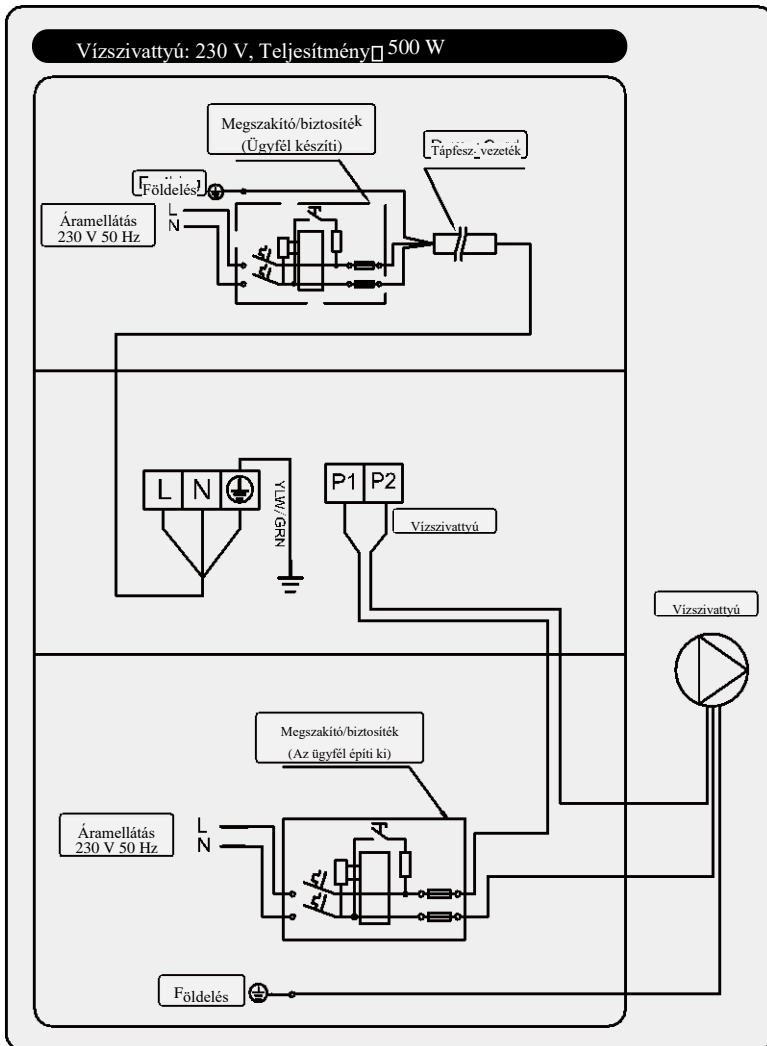 Vízszivattyú: 230 V, Teljesítmény□ 500 W
Megszakító/biztosíték
(Ügyfél készíti)
Tápfesz. vezeték
Földelés
Áramellátás
230 V 50 Hz
L
N
L N
YLW/GRN
P1 P2
Vízszivattyú
Vízszivattyú
Megszakító/biztosíték
(Az ügyfél építi ki)
Áramellátás
230 V 50 Hz
L
N
Földelés